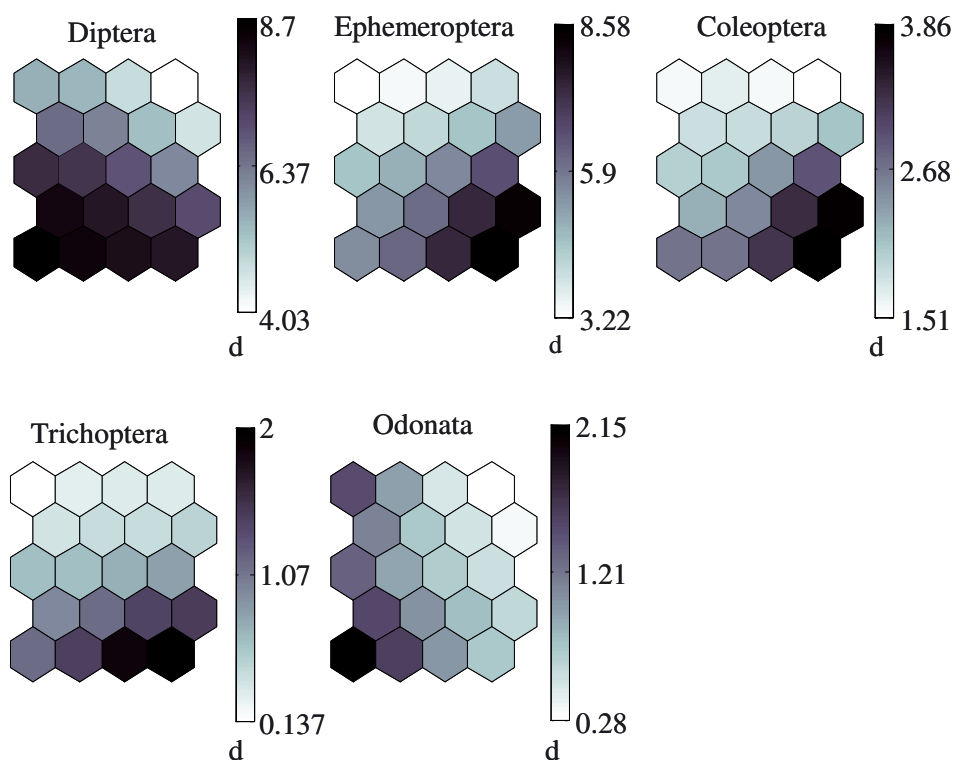 Diptera
8.7
6.37
4.03
d
Ephemeroptera
8.58
5.9
3.22
d
Coleoptera
3.86
2.68
1.51
d
Trichoptera
2
1.07
0.137
d
Odonata
2.15
1.21
0.28
d